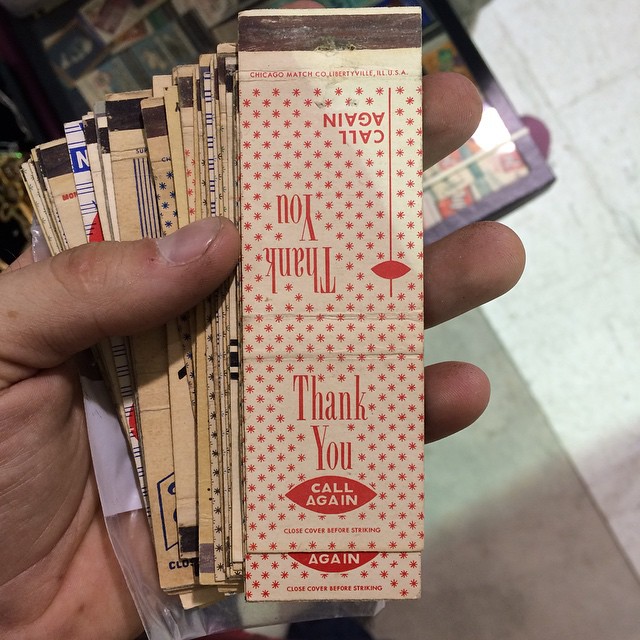 CHICAGO MATCH CO., LIBERTYVILLE, ILL. U.S.A.
CALL
AGAIN
Thank
You
Thank
You
CALL
AGAIN
CLOSE COVER BEFORE STRIKING
AGAIN
CLOSE COVER BEFORE STRIKING
N
CLOS